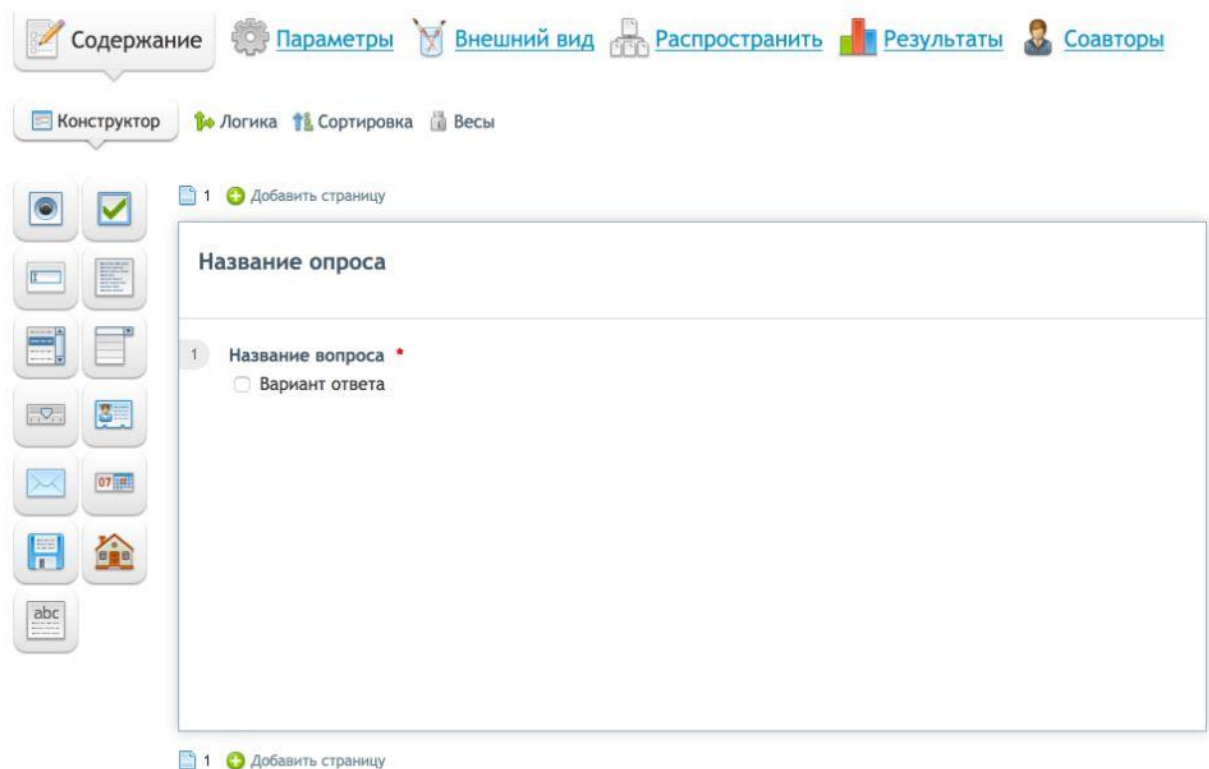 Содержание Параметры Внешний вид Распространить Результаты Соавторы
Конструктор Логика Сортировка Весы
1 Добавить страницу
Название опроса
1 Название вопроса *
Вариант ответа
07
abc
1 Добавить страницу